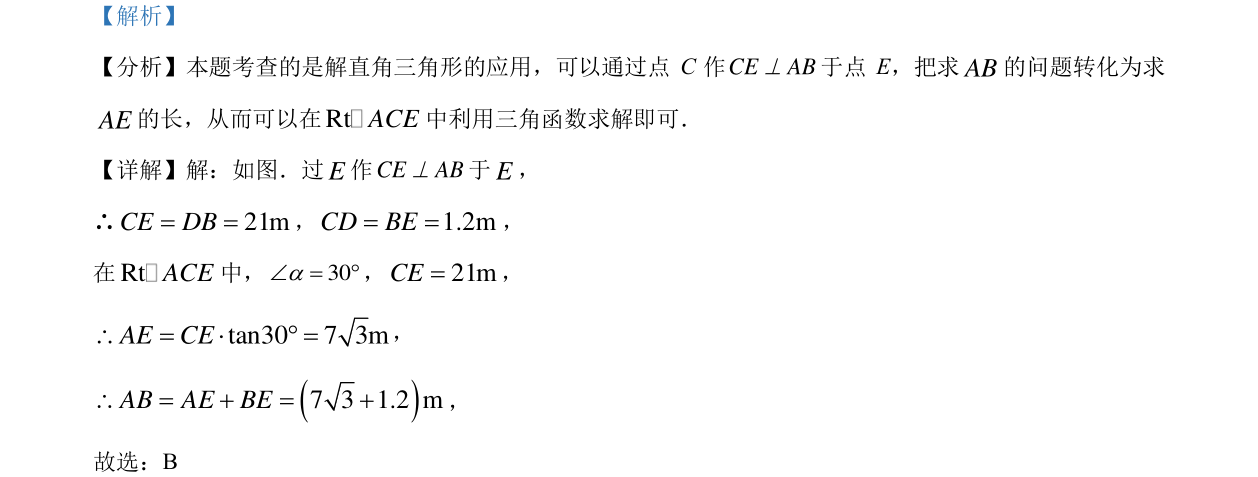 【解析】
【分析】本题考查的是解直角三角形的应用，可以通过点 C 作 CE ⊥ AB 于点 E，把求 AB 的问题转化为求
AE 的长，从而可以在 Rt□ ACE 中利用三角函数求解即可．
【详解】解：如图．过 E 作 CE ⊥ AB 于 E，
∴ CE = DB = 21m，CD = BE = 1.2m，
在 Rt□ ACE 中，∠α = 30°，CE = 21m，
∴ AE = CE · tan30° = 7√3m，
∴ AB = AE + BE = (7√3 + 1.2)m，
故选：B